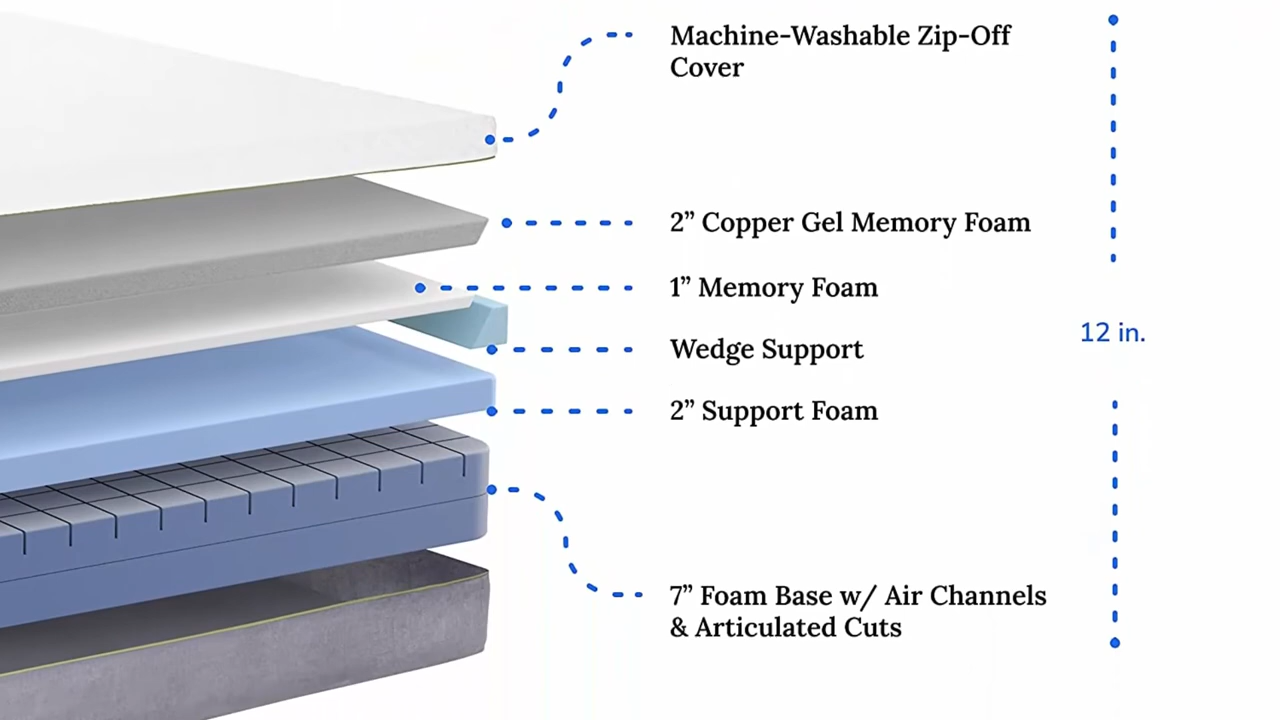 Machine-Washable Zip-Off
Cover
2” Copper Gel Memory Foam
1” Memory Foam
12 in.
Wedge Support
2” Support Foam
7” Foam Base w/ Air Channels
& Articulated Cuts